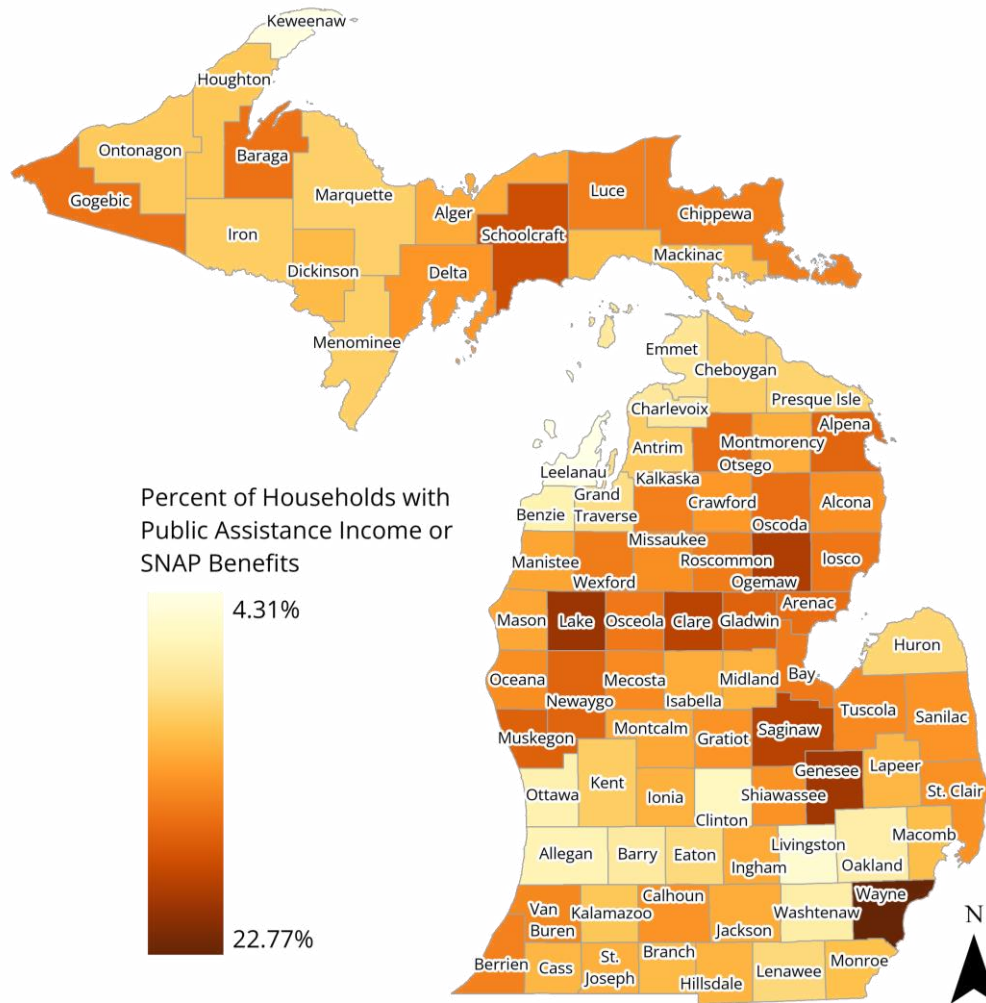 Keweenaw
Houghton
Ontonagon
Baraga
Gogebic
Marquette
Iron
Dickinson
Menominee
Alger
Delta
Schoolcraft
Luce
Chippewa
Mackinac
Emmet
Cheboygan
Presque Isle
Charlevoix
Antrim
Montmorency
Alpena
Otsego
Leelanau
Kalkaska
Grand
Traverse
Benzie
Crawford
Oscoda
Alcona
Missaukee
Manistee
Wexford
Roscommon
Ogemaw
Iosco
Arenac
Mason
Lake
Osceola
Clare
Gladwin
Huron
Oceana
Newaygo
Mecosta
Isabella
Midland
Bay
Tuscola
Sanilac
Muskegon
Montcalm
Gratiot
Saginaw
Genesee
Lapeer
St. Clair
Ottawa
Kent
Ionia
Clinton
Shiawassee
Allegan
Barry
Eaton
Ingham
Livingston
Oakland
Macomb
Van
Buren
Kalamazoo
Calhoun
Jackson
Washtenaw
Wayne
Berrien
Cass
St.
Joseph
Branch
Hillsdale
Lenawee
Monroe
Percent of Households with
Public Assistance Income or
SNAP Benefits
4.31%
22.77%
N